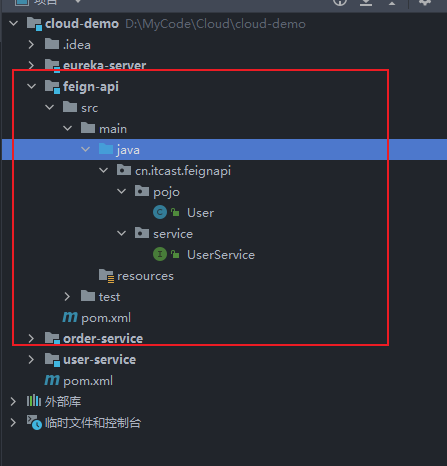 项目
cloud-demo D:\MyCode\Cloud\cloud-demo
.idea
eureka-server
feign-api
src
main
java
cn.itcast.feignapi
pojo
C User
service
I UserService
resources
test
m pom.xml
order-service
user-service
m pom.xml
外部库
临时文件和控制台